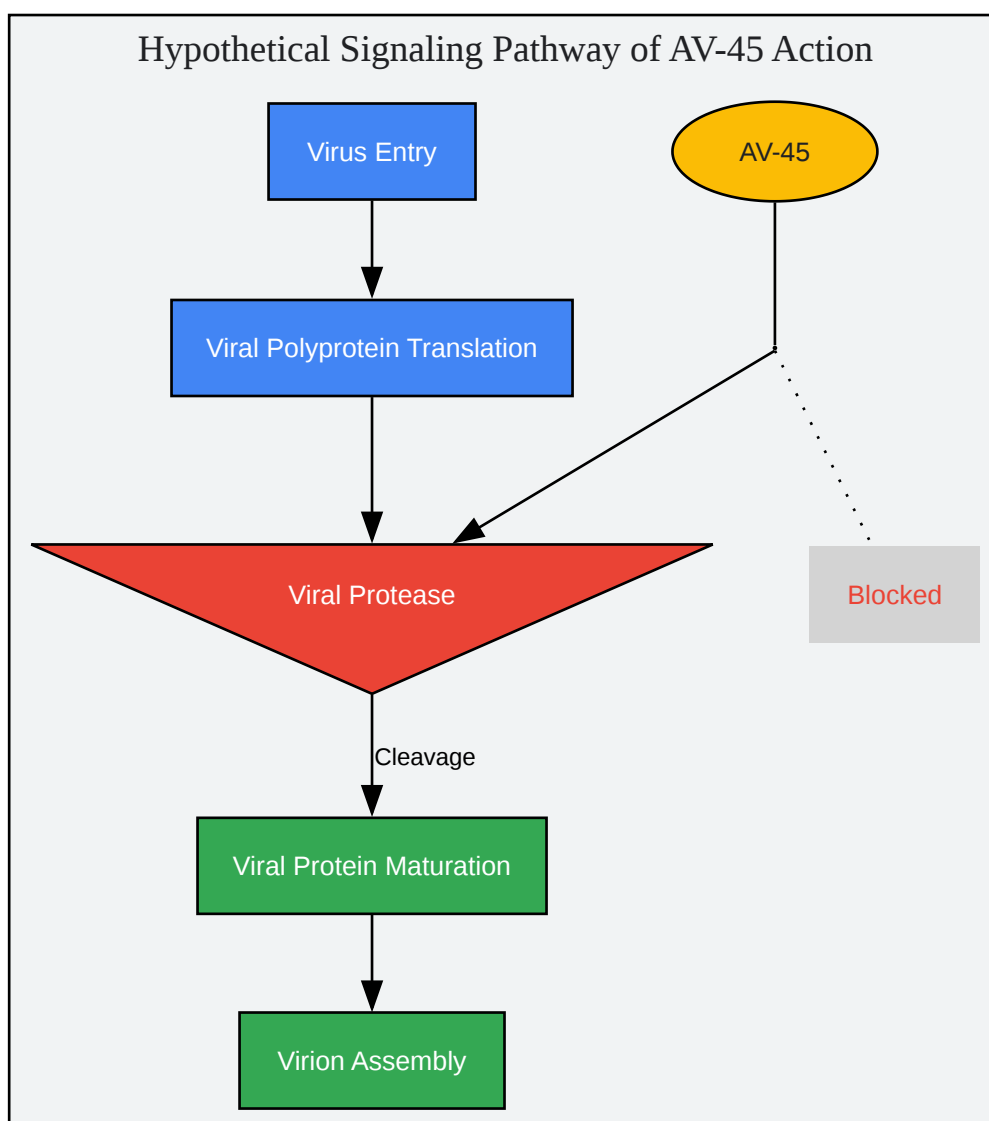 Hypothetical Signaling Pathway of AV-45 Action
Virus Entry
AV-45
Viral Polyprotein Translation
Viral Protease
Blocked
Cleavage
Viral Protein Maturation
Virion Assembly